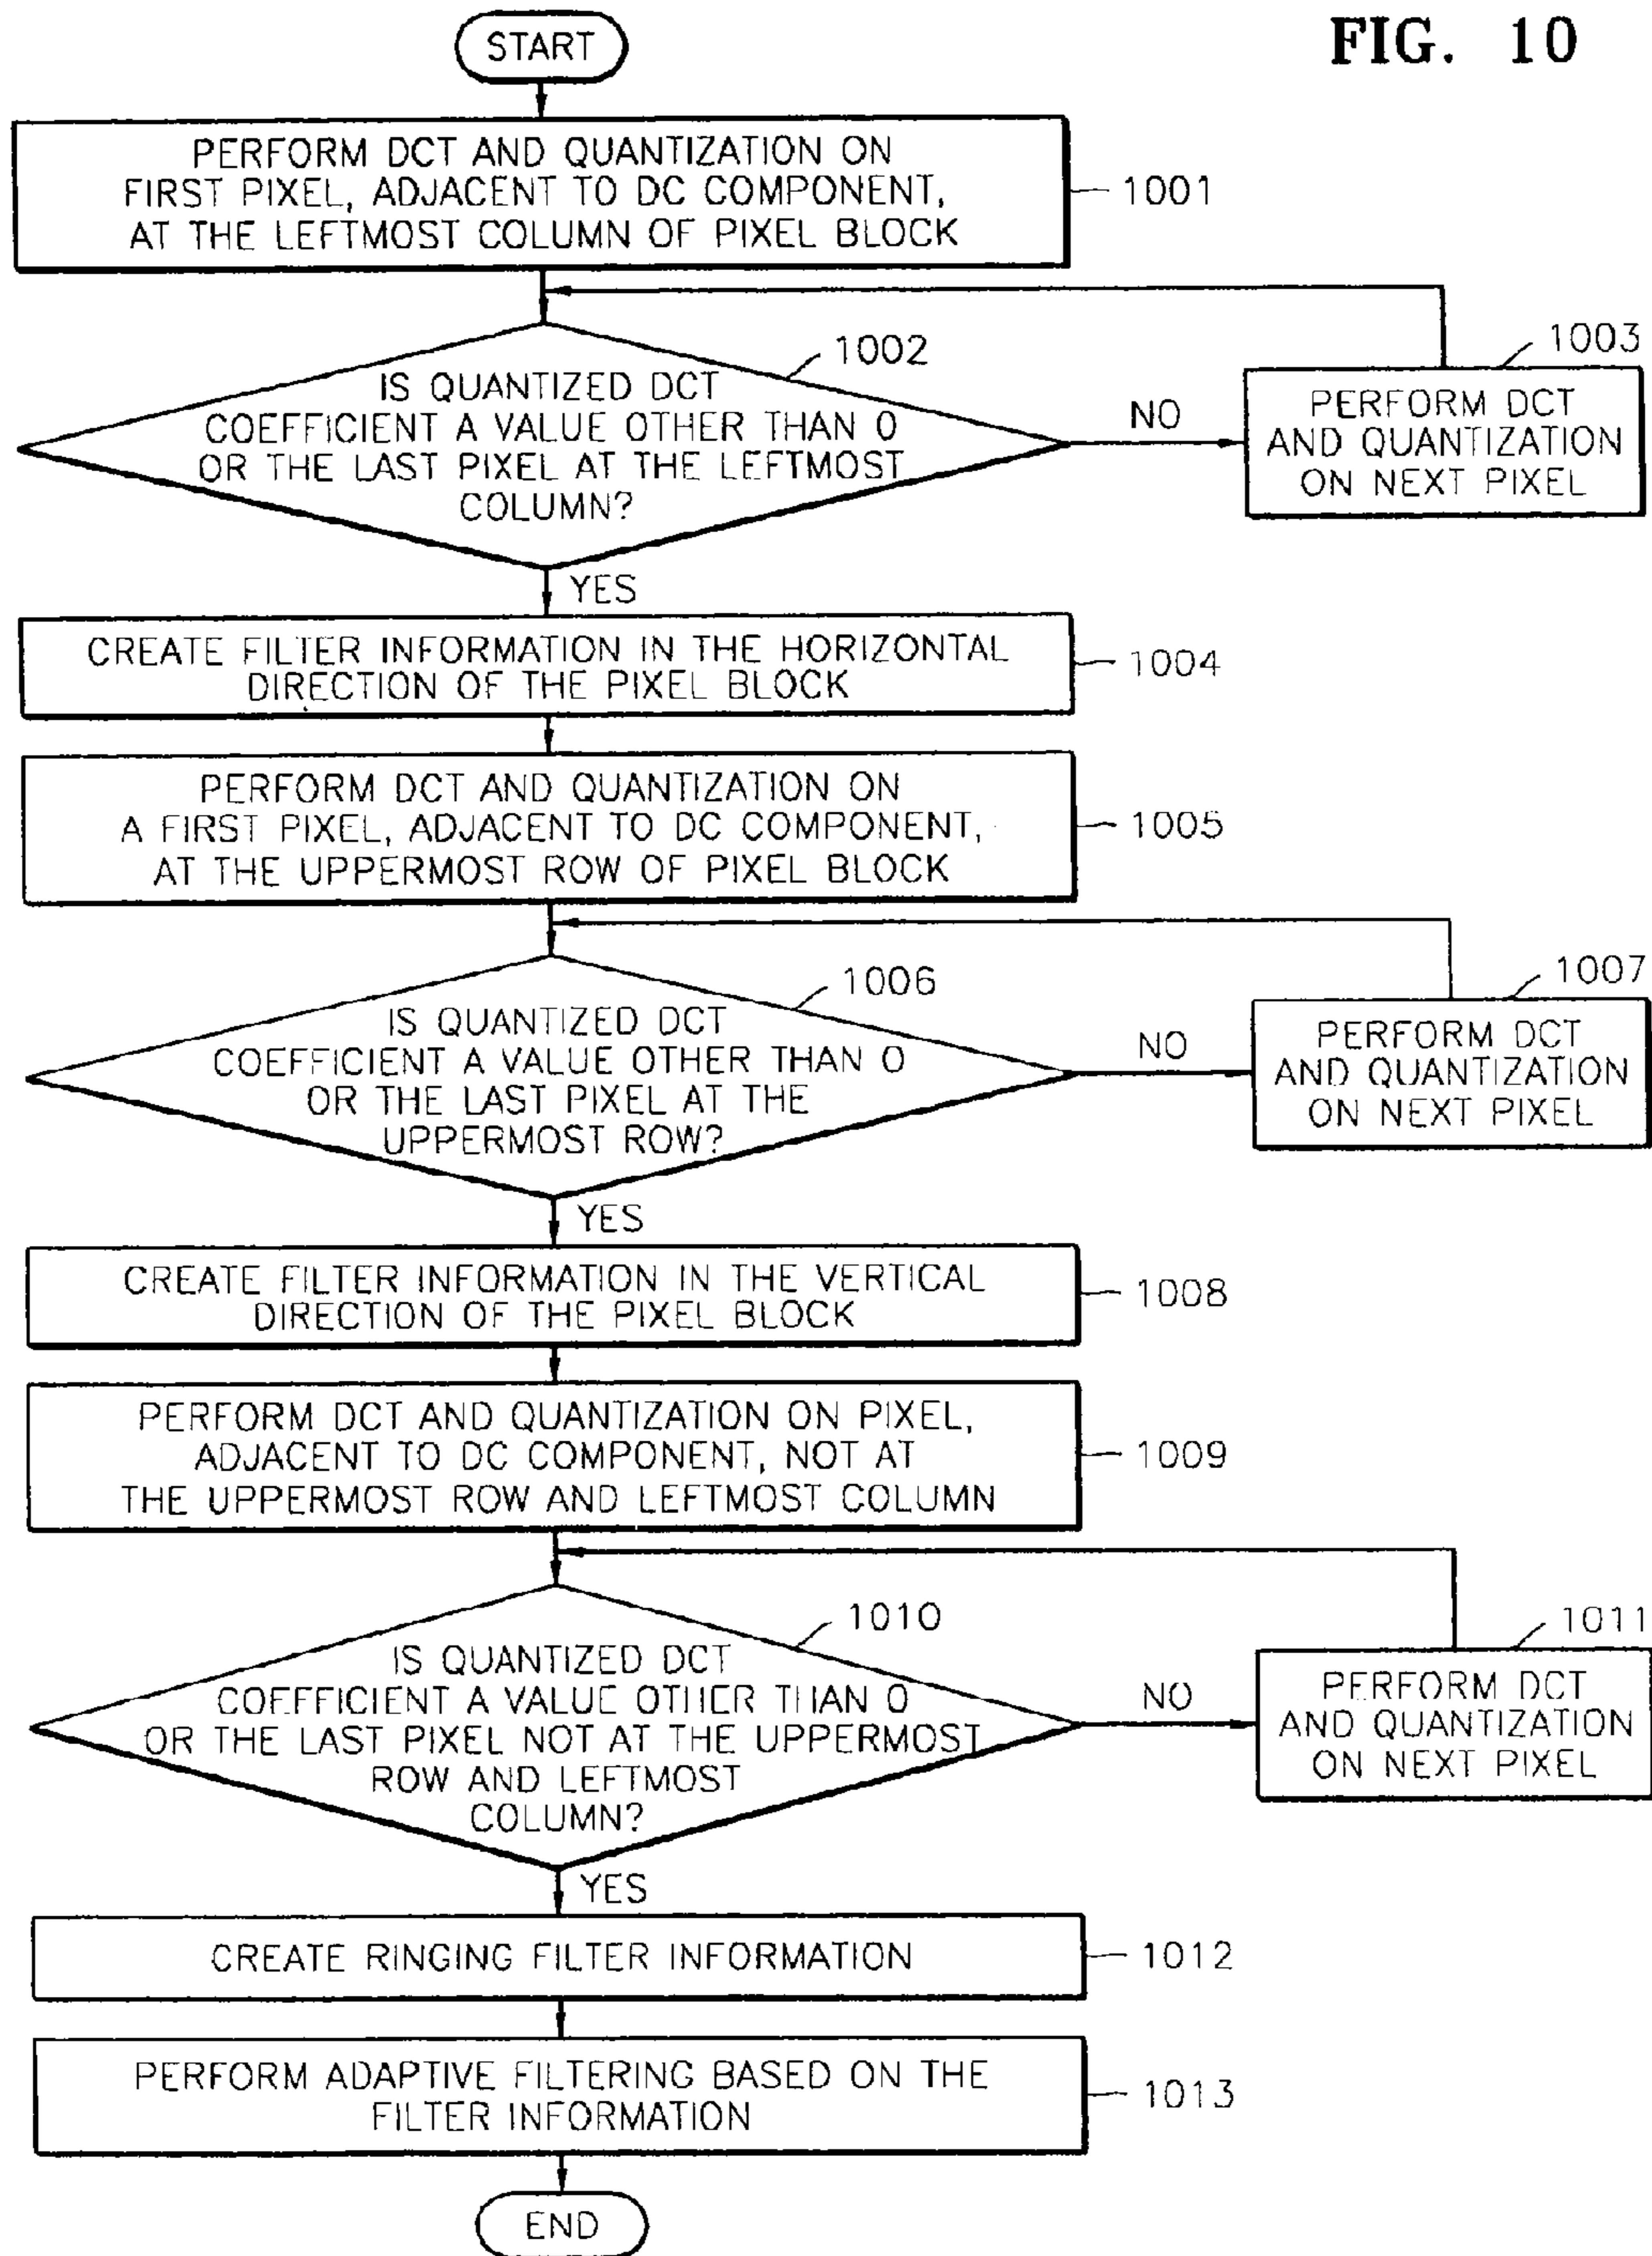 FIG. 10
START
PERFORM DCT AND QUANTIZATION ON
FIRST PIXEL, ADJACENT TO DC COMPONENT,
AT THE LEFTMOST COLUMN OF PIXEL BLOCK
1001
1002
IS QUANTIZED DCT
COEFFICIENT A VALUE OTHER THAN 0
OR THE LAST PIXEL AT THE LEFTMOST
COLUMN?
NO
1003
PERFORM DCT
AND QUANTIZATION
ON NEXT PIXEL
YES
CREATE FILTER INFORMATION IN THE HORIZONTAL
DIRECTION OF THE PIXEL BLOCK
1004
PERFORM DCT AND QUANTIZATION ON
A FIRST PIXEL, ADJACENT TO DC COMPONENT,
AT THE UPPERMOST ROW OF PIXEL BLOCK
1005
1006
IS QUANTIZED DCT
COEFFICIENT A VALUE OTHER THAN 0
OR THE LAST PIXEL AT THE
UPPERMOST ROW?
NO
1007
PERFORM DCT
AND QUANTIZATION
ON NEXT PIXEL
YES
CREATE FILTER INFORMATION IN THE VERTICAL
DIRECTION OF THE PIXEL BLOCK
1008
PERFORM DCT AND QUANTIZATION ON PIXEL,
ADJACENT TO DC COMPONENT, NOT AT
THE UPPERMOST ROW AND LEFTMOST COLUMN
1009
1010
IS QUANTIZED DCT
COEFFICIENT A VALUE OTHER THAN 0
OR THE LAST PIXEL NOT AT THE UPPERMOST
ROW AND LEFTMOST
COLUMN?
NO
1011
PERFORM DCT
AND QUANTIZATION
ON NEXT PIXEL
YES
CREATE RINGING FILTER INFORMATION
1012
PERFORM ADAPTIVE FILTERING BASED ON THE
FILTER INFORMATION
1013
END